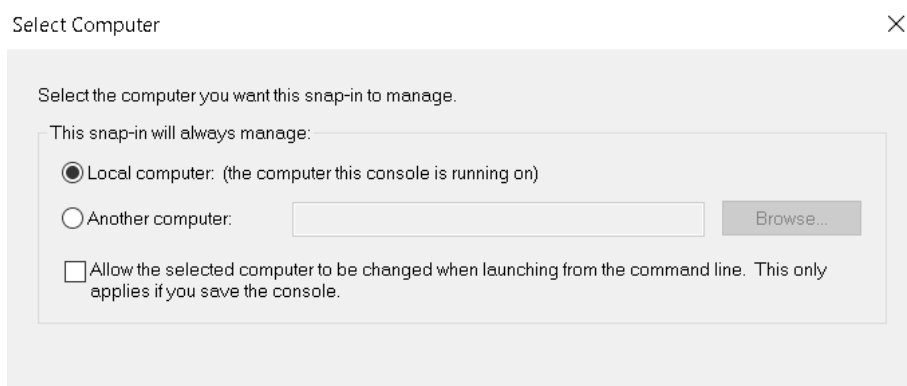 Select Computer
Select the computer you want this snap-in to manage.
This snap-in will always manage:
Local computer: (the computer this console is running on)
Another computer:
Browse...
Allow the selected computer to be changed when launching from the command line. This only
applies if you save the console.